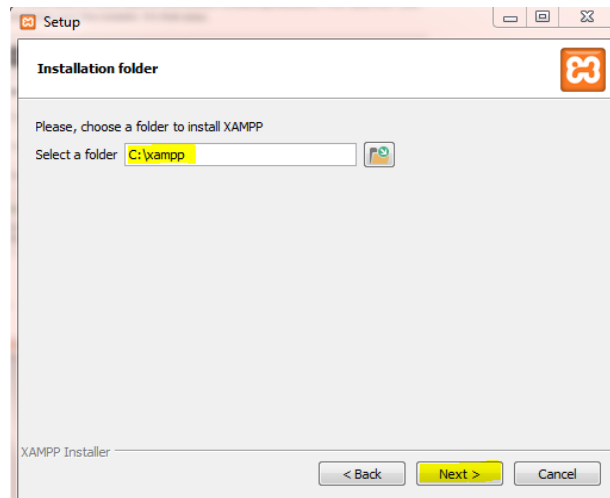 Setup
Installation folder
Please, choose a folder to install XAMPP
Select a folder C:\xampp
XAMPP Installer
< Back Next > Cancel